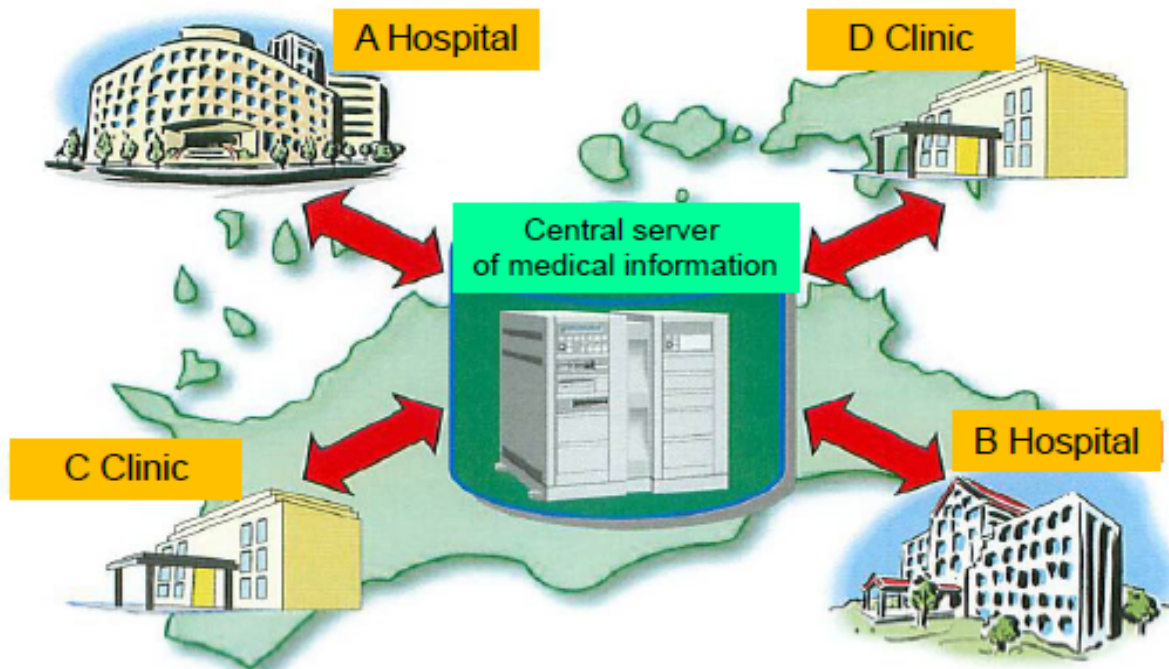 A Hospital
D Clinic
Central server
of medical information
C Clinic
B Hospital